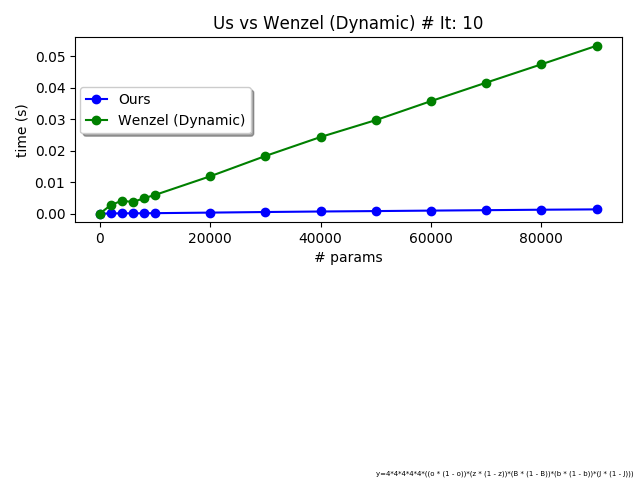 Us vs Wenzel (Dynamic) # It: 10
time (s)
0.05
0.04
0.03
0.02
0.01
0.00
Ours
Wenzel (Dynamic)
0 20000 40000 60000 80000
# params
y=4*4*4*4*4*((o * (1 - o))*(z * (1 - z))*(B * (1 - B))*(b * (1 - b))*(J * (1 - J)))